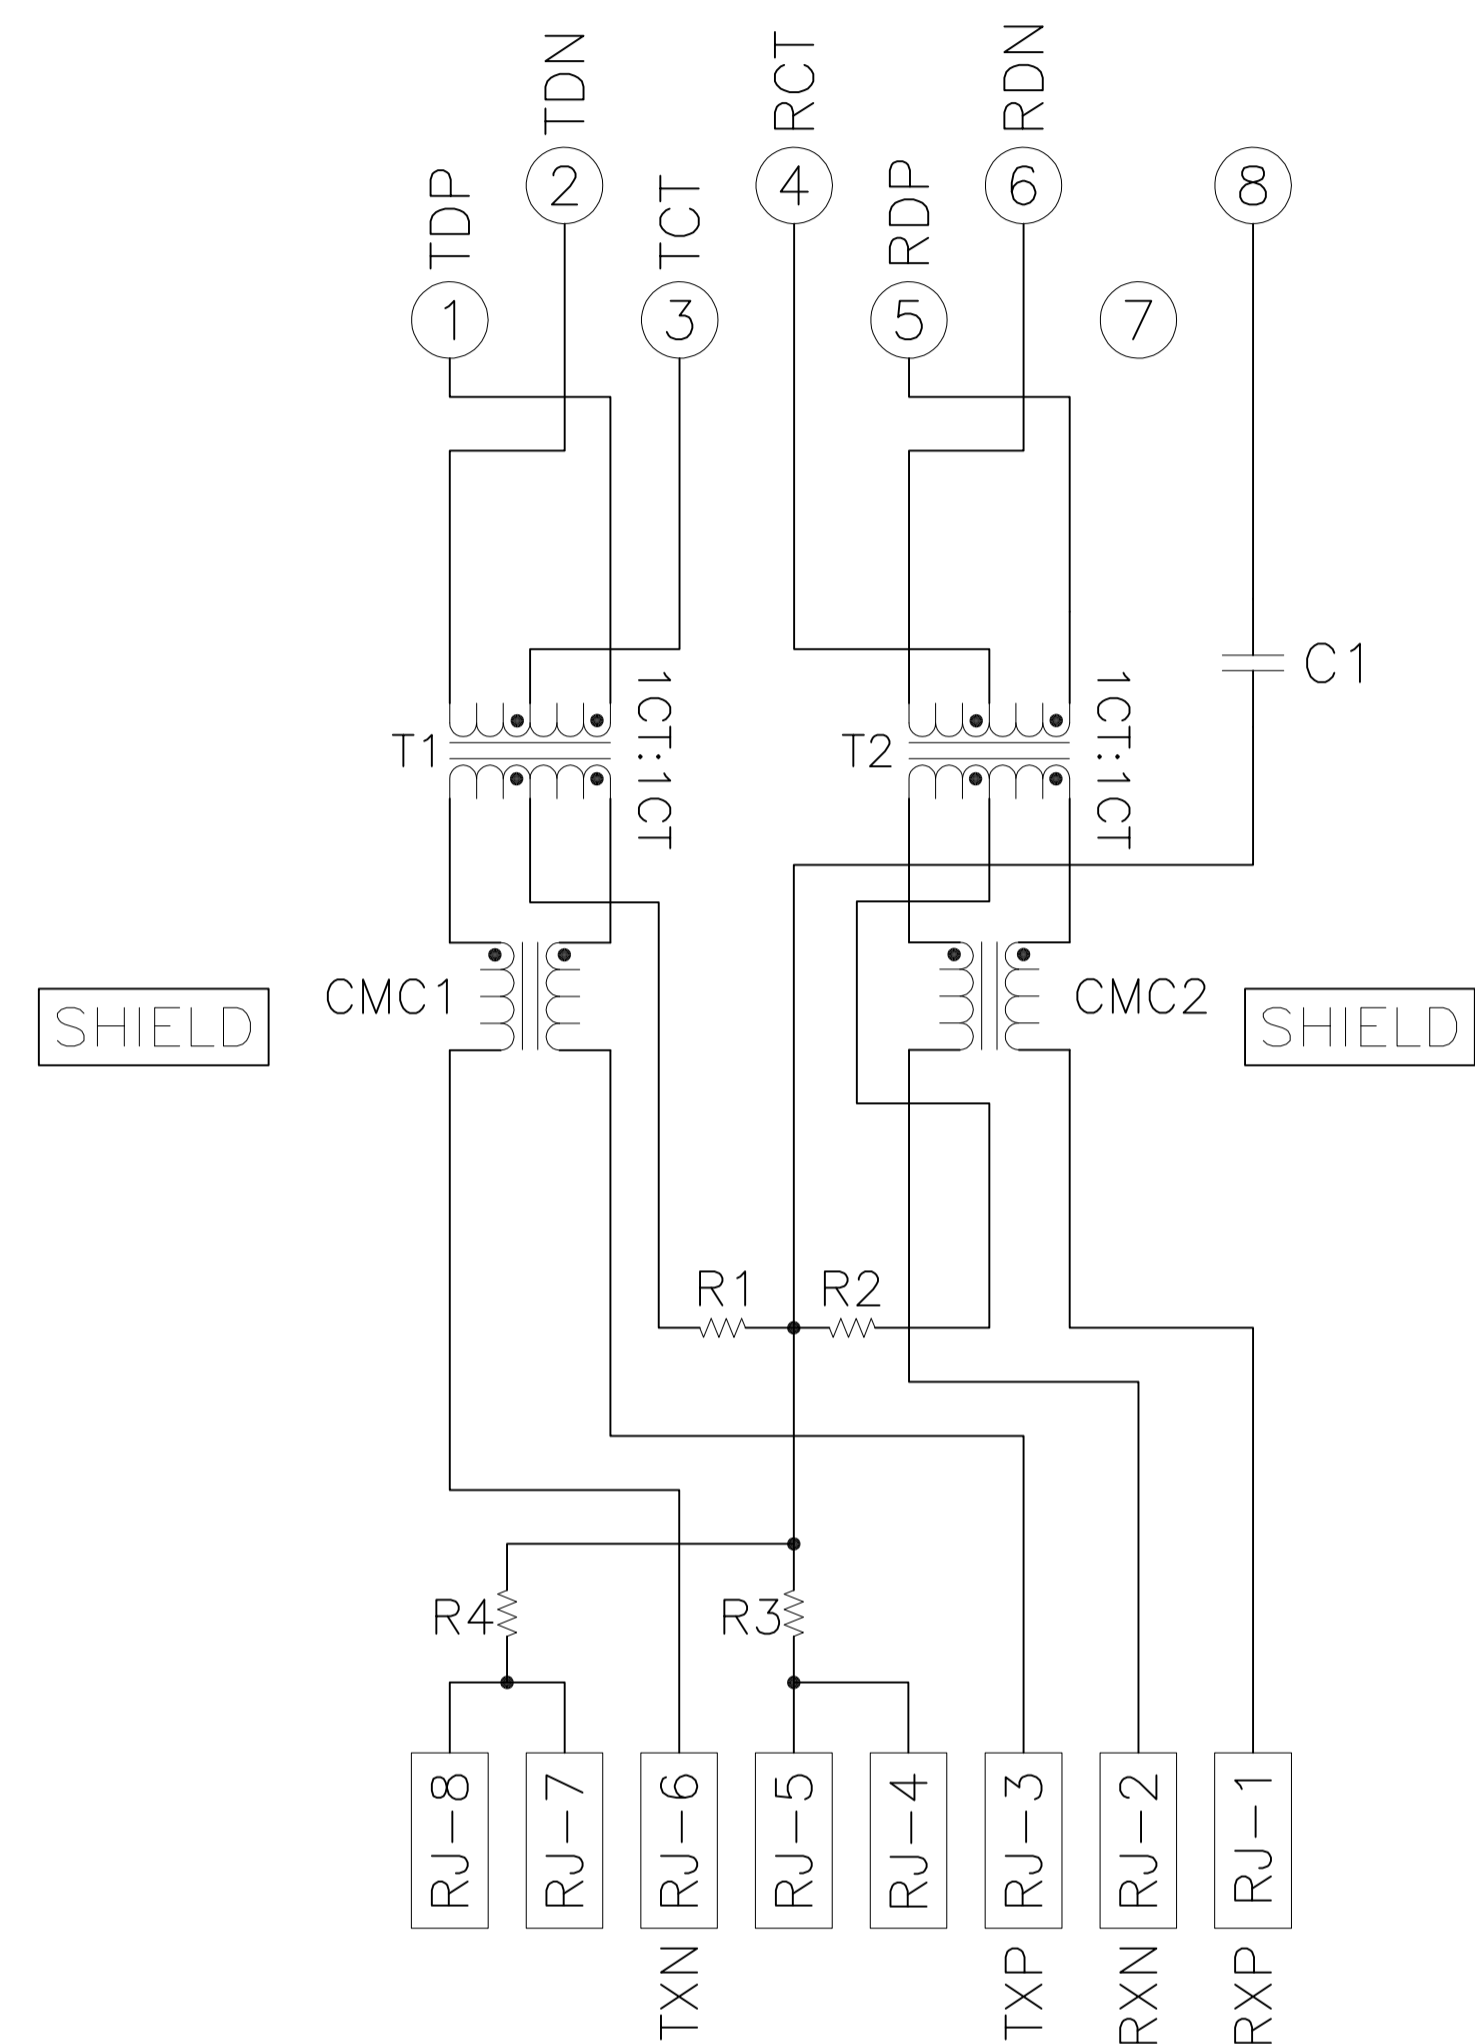 TDN
RCT
RDN
TDP
TCT
RDP
2
4
6
8
1
3
5
7
C1
T1
1CT:1CT
T2
1CT:1CT
SHIELD
CMC1
CMC2
SHIELD
R1
R2
R4
R3
RJ-8
RJ-7
RJ-6
RJ-5
RJ-4
RJ-3
RJ-2
RJ-1
TXN
TXP
RXN
RXP